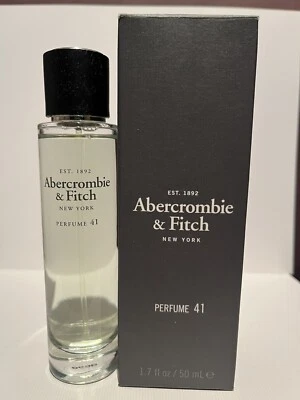 EST. 1892
Abercrombie
& Fitch
NEW YORK
PERFUME 41
EST. 1892
Abercrombie
& Fitch
NEW YORK
PERFUME 41
1.7 fl oz / 50 mL ℮